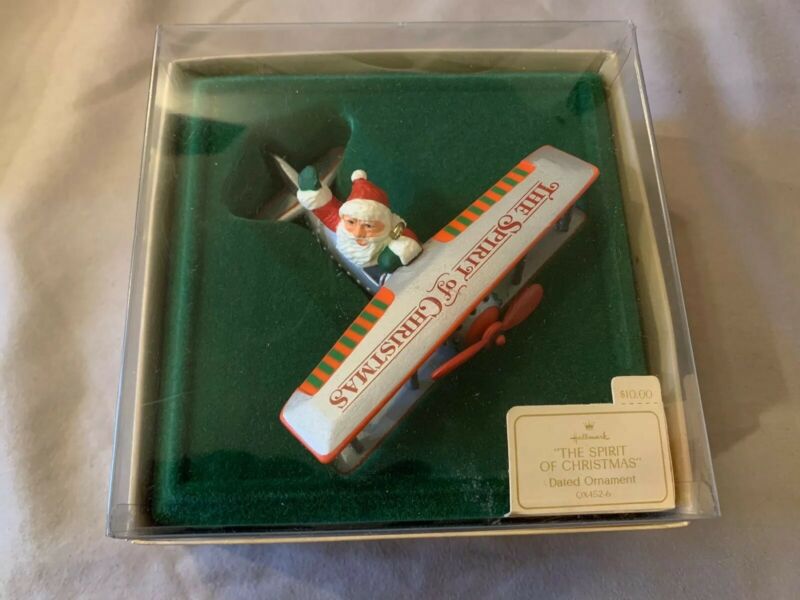 THE SPIRIT of CHRISTMAS
$10.00
Hallmark
"THE SPIRIT
OF CHRISTMAS"
Dated Ornament
QX452-6